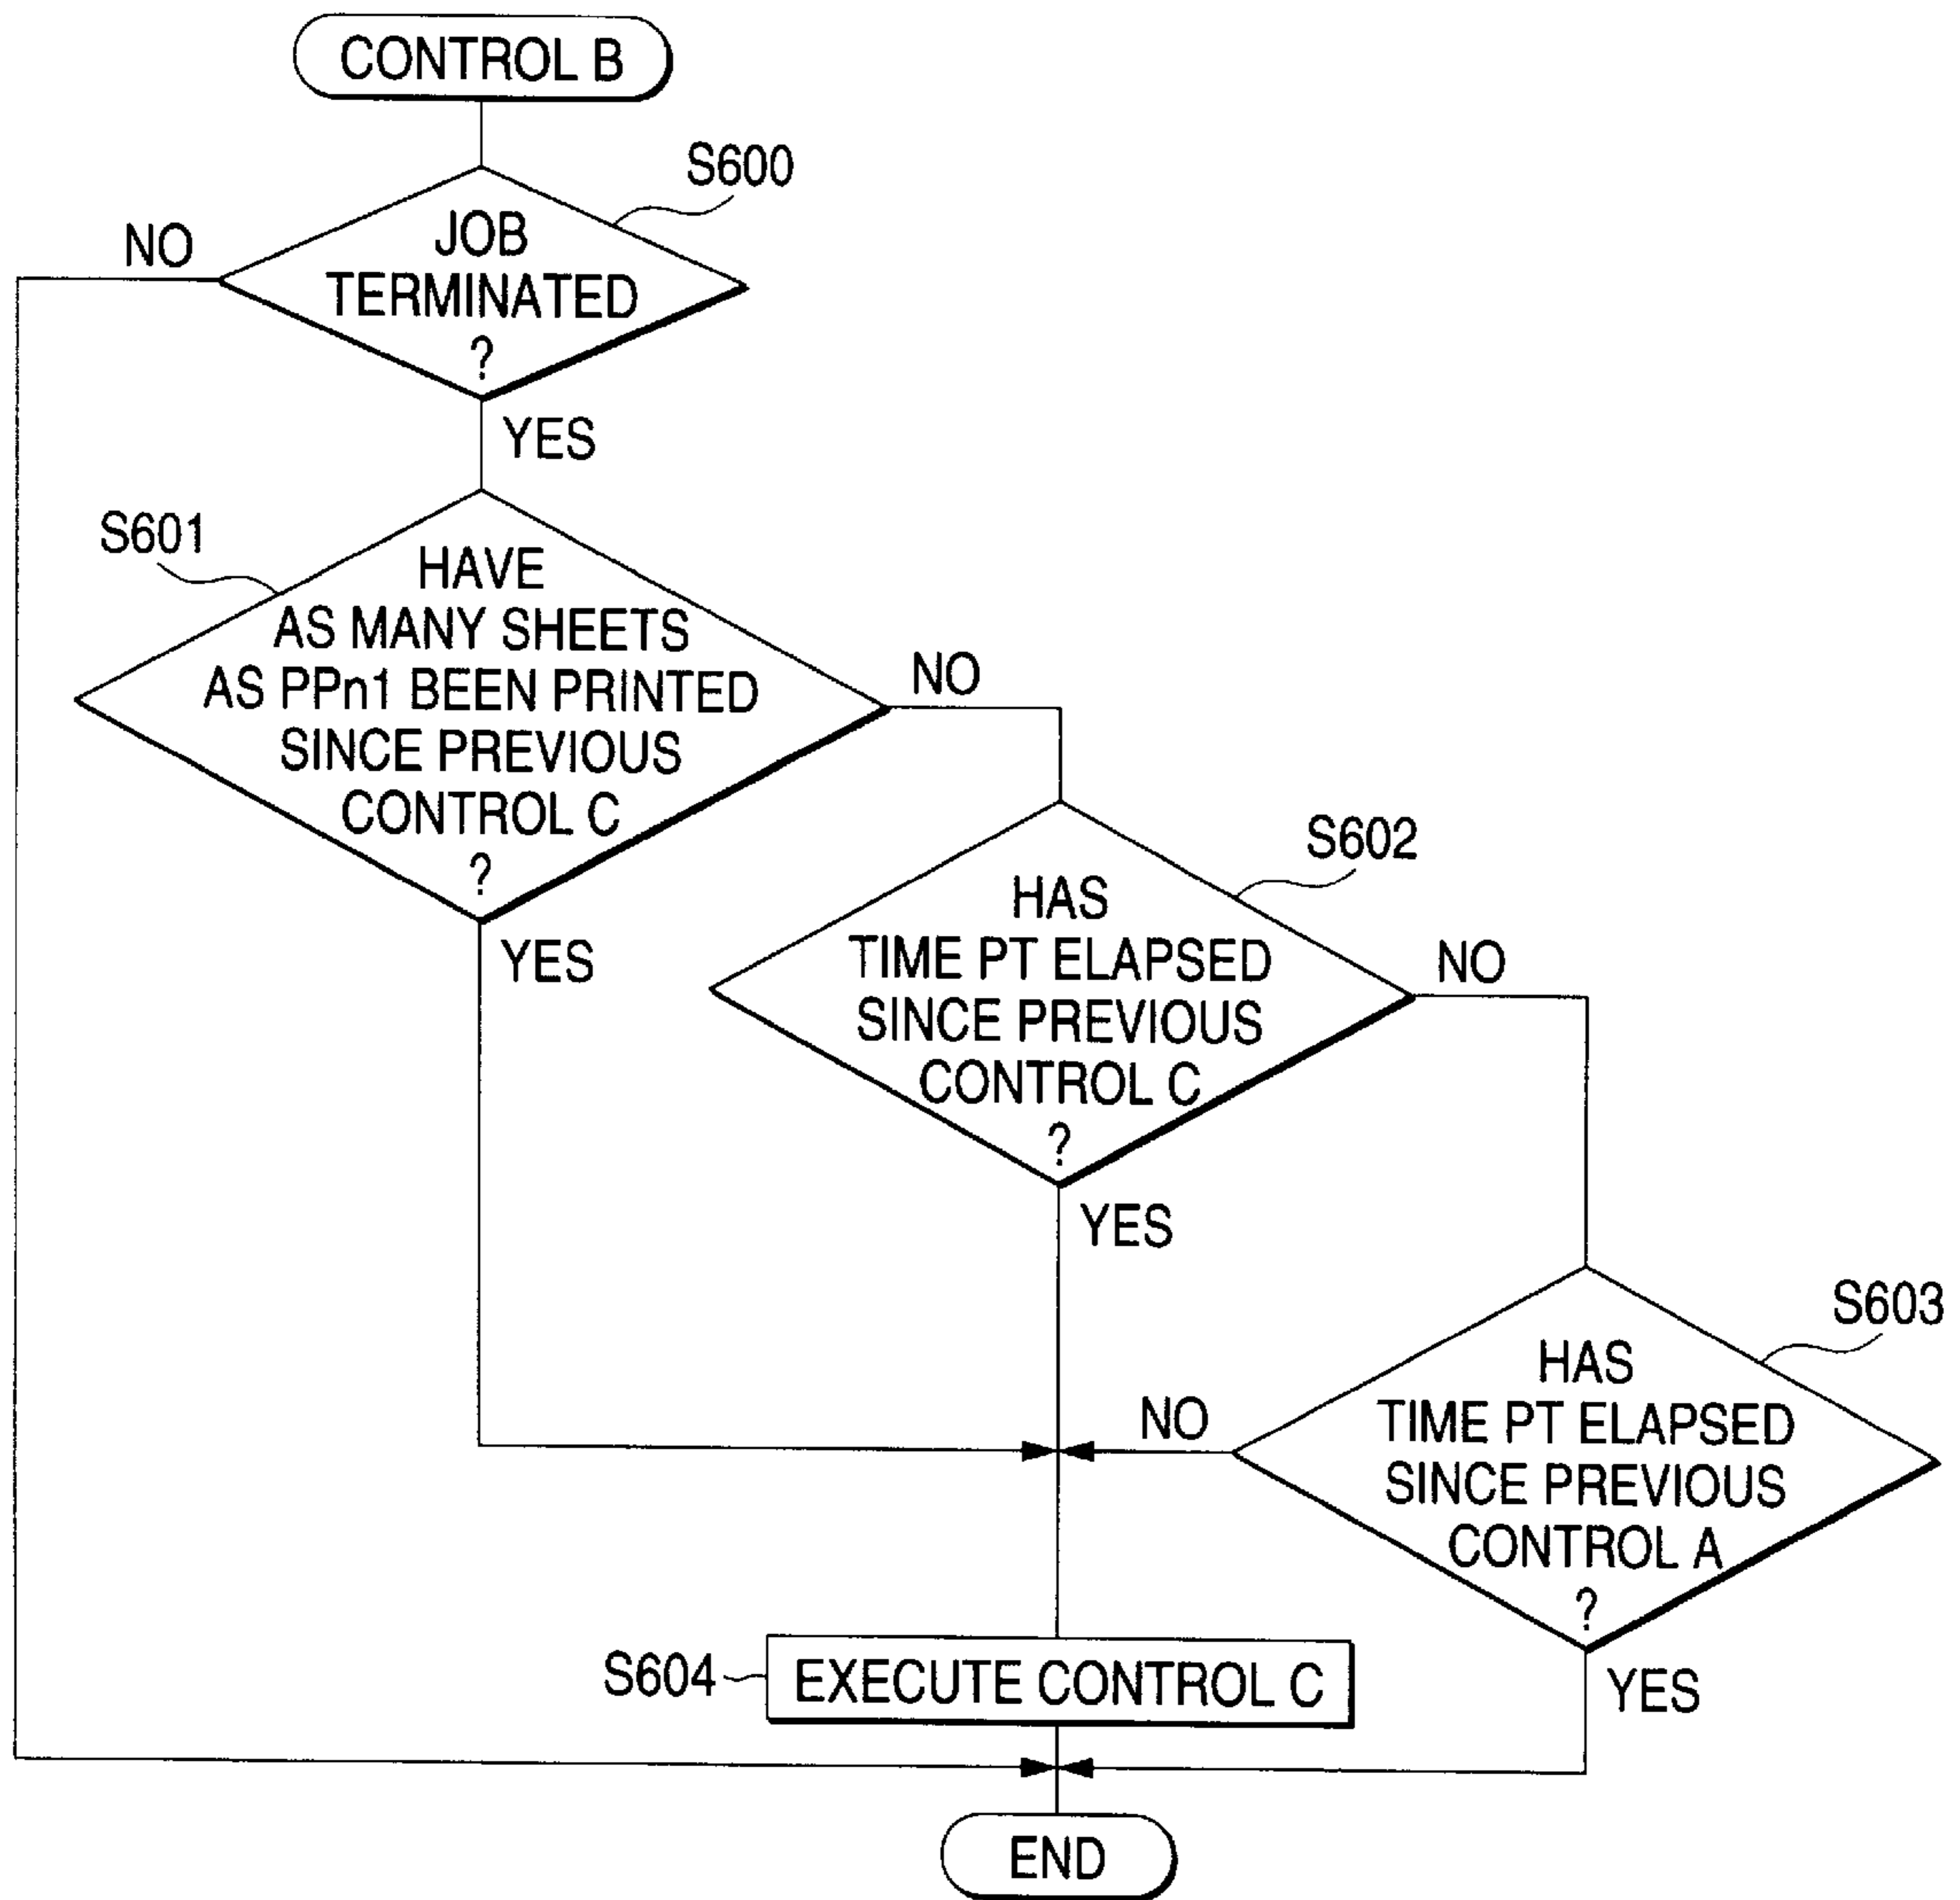 CONTROL B
S600
NO
JOB
TERMINATED
?
YES
S601
HAVE
AS MANY SHEETS
AS PPn1 BEEN PRINTED
SINCE PREVIOUS
CONTROL C
?
NO
YES
S602
HAS
TIME PT ELAPSED
SINCE PREVIOUS
CONTROL C
?
NO
YES
S603
HAS
TIME PT ELAPSED
SINCE PREVIOUS
CONTROL A
?
NO
YES
S604
EXECUTE CONTROL C
END